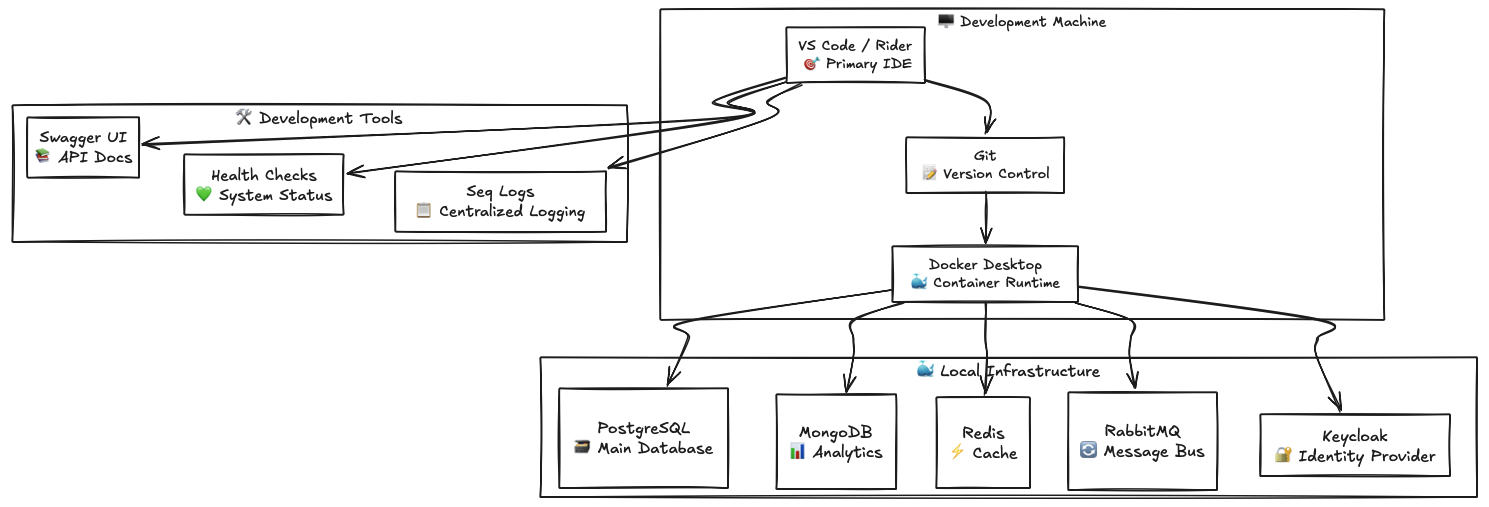 🖥️ Development Machine
VS Code / Rider
🎯 Primary IDE
🛠️ Development Tools
Swagger UI
📚 API Docs
Health Checks
💚 System Status
Seq Logs
📋 Centralized Logging
Git
📝 Version Control
Docker Desktop
🐳 Container Runtime
🐳 Local Infrastructure
PostgreSQL
🗃️ Main Database
MongoDB
📊 Analytics
Redis
⚡ Cache
RabbitMQ
🔄 Message Bus
Keycloak
🔐 Identity Provider